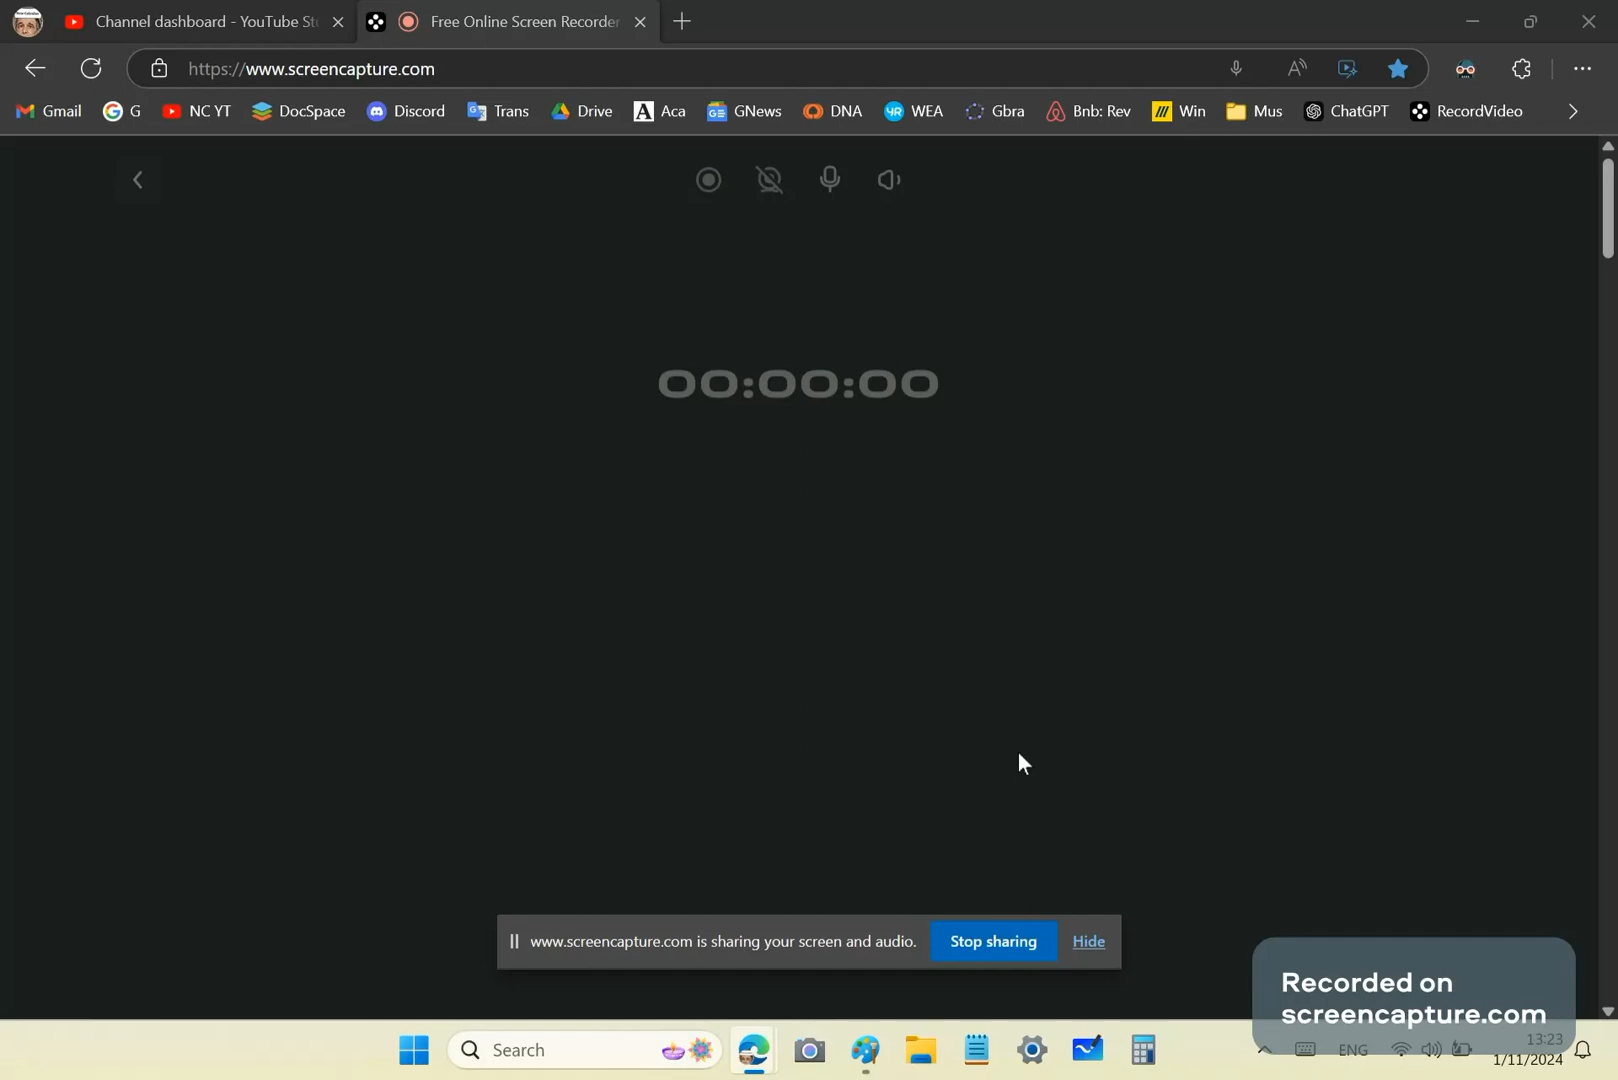 Channel dashboard - YouTube St
Free Online Screen Recorder
https://www.screencapture.com
Gmail G NC YT DocSpace Discord Trans Drive Aca GNews DNA WEA Gbra Bnb: Rev Win Mus ChatGPT RecordVideo
00:00:00
www.screencapture.com is sharing your screen and audio. Stop sharing Hide
Recorded on
screencapture.com
Search
ENG
13:23
1/11/2024